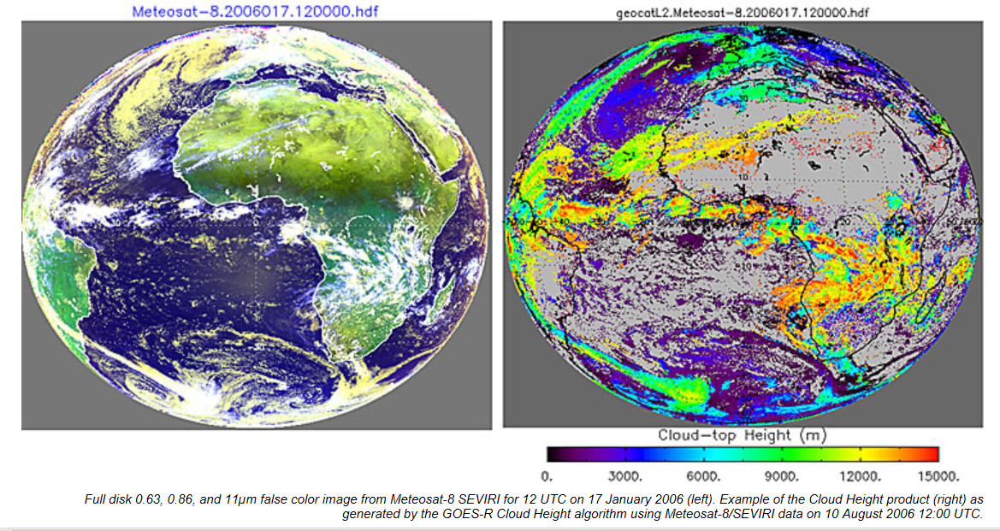 Meteosat-8.2006017.120000.hdf
geocatL2.Meteosat-8.2006017.120000.hdf
Cloud-top Height (m)
0. 3000. 6000. 9000. 12000. 15000.
Full disk 0.63, 0.86, and 11µm false color image from Meteosat-8 SEVIRI for 12 UTC on 17 January 2006 (left). Example of the Cloud Height product (right) as
generated by the GOES-R Cloud Height algorithm using Meteosat-8/SEVIRI data on 10 August 2006 12:00 UTC.